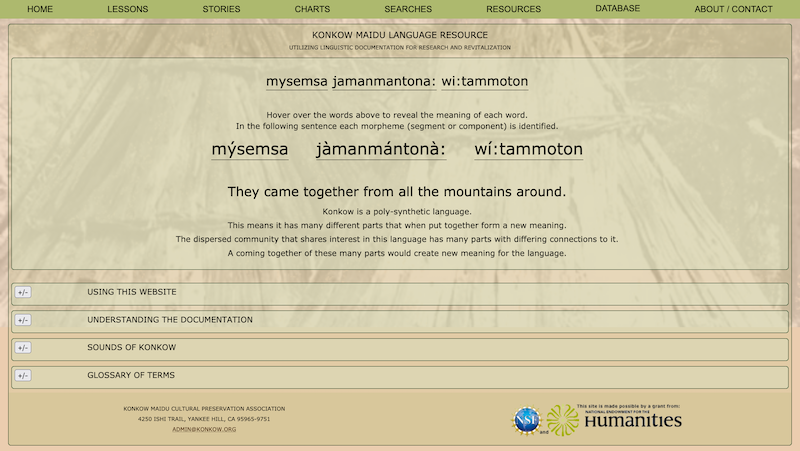 HOME LESSONS STORIES CHARTS SEARCHES RESOURCES DATABASE ABOUT / CONTACT
KONKOW MAIDU LANGUAGE RESOURCE
UTILIZING LINGUISTIC DOCUMENTATION FOR RESEARCH AND REVITALIZATION
mysemsa jamanmantona: wi:tammoton
Hover over the words above to reveal the meaning of each word.
In the following sentence each morpheme (segment or component) is identified.
mýsemsa jàmanmántonà: wí:tammoton
They came together from all the mountains around.
Konkow is a poly-synthetic language.
This means it has many different parts that when put together form a new meaning.
The dispersed community that shares interest in this language has many parts with differing connections to it.
A coming together of these many parts would create new meaning for the language.
+/- USING THIS WEBSITE
+/- UNDERSTANDING THE DOCUMENTATION
+/- SOUNDS OF KONKOW
+/- GLOSSARY OF TERMS
KONKOW MAIDU CULTURAL PRESERVATION ASSOCIATION
4250 ISHI TRAIL, YANKEE HILL, CA 95965-9751
ADMIN@KONKOW.ORG
This site is made possible by a grant from:
NSF and NATIONAL ENDOWMENT FOR THE
Humanities